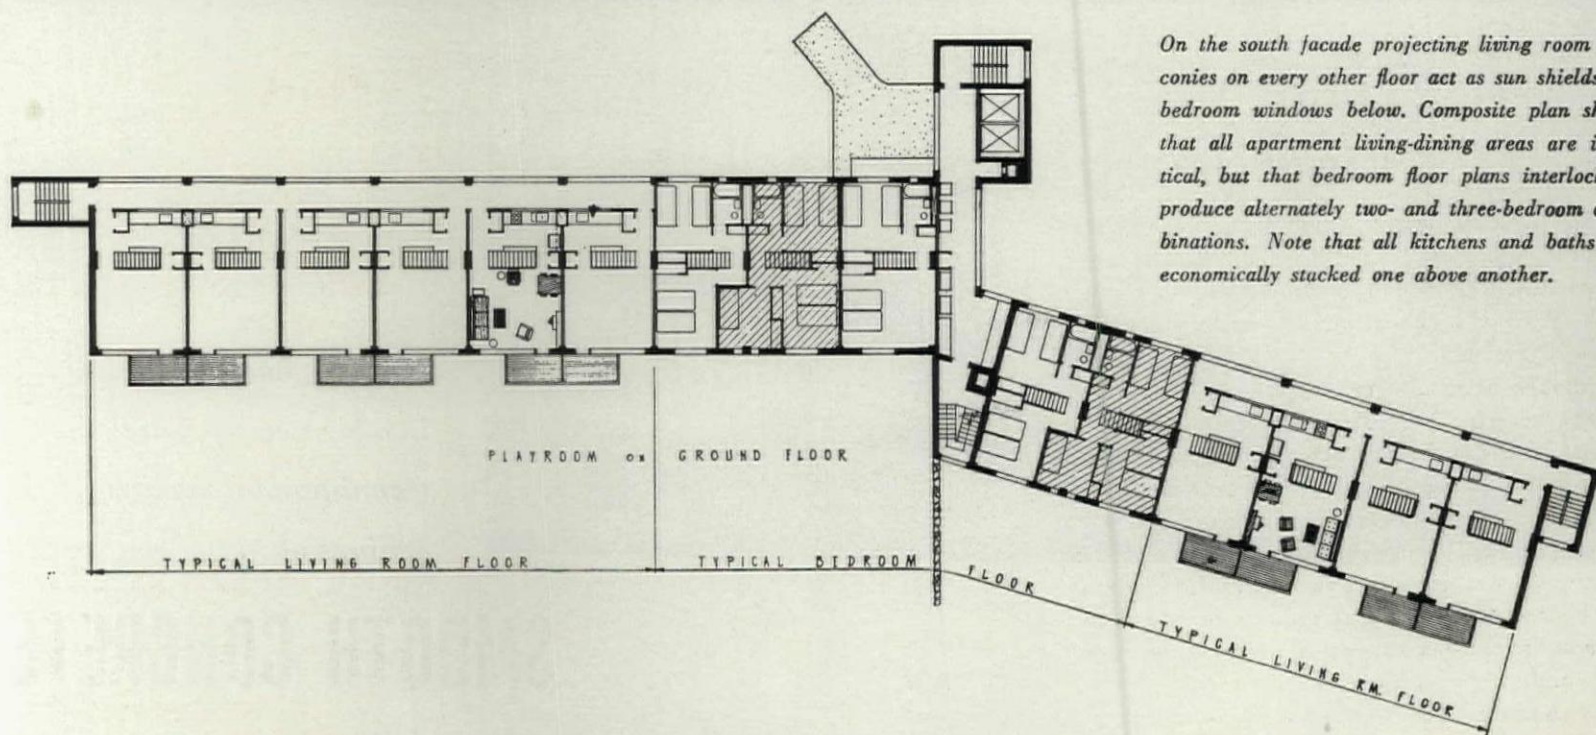 On the south facade projecting living room
conies on every other floor act as sun shields
bedroom windows below. Composite plan
that all apartment living-dining areas are
tical, but that bedroom floor plans interlock
produce alternately two- and three-bedroom
binations. Note that all kitchens and baths
economically stacked one above another.
PLAYROOM on GROUND FLOOR
TYPICAL LIVING ROOM FLOOR
TYPICAL BEDROOM FLOOR
TYPICAL LIVING RM. FLOOR